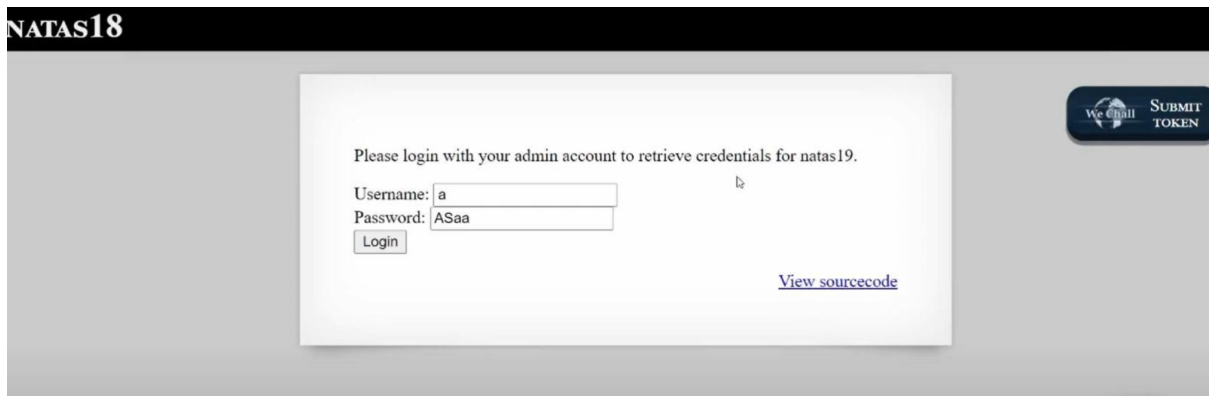 NATAS18
We Chall
SUBMIT
TOKEN
Please login with your admin account to retrieve credentials for natas19.
Username: a
Password: ASaa
Login
View sourcecode